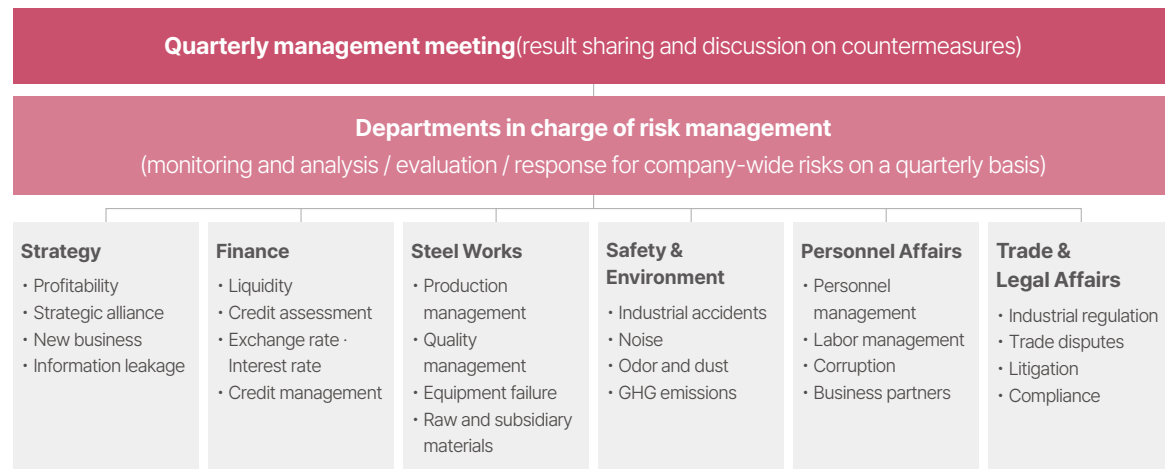 Quarterly management meeting(result sharing and discussion on countermeasures)
Departments in charge of risk management
(monitoring and analysis / evaluation / response for company-wide risks on a quarterly basis)
Strategy
・Profitability
・Strategic alliance
・New business
・Information leakage
Finance
・Liquidity
・Credit assessment
・Exchange rate ·
Interest rate
・Credit management
Steel Works
・Production
management
・Quality
management
・Equipment failure
・Raw and subsidiary
materials
Safety &
Environment
・Industrial accidents
・Noise
・Odor and dust
・GHG emissions
Personnel Affairs
・Personnel
management
・Labor management
・Corruption
・Business partners
Trade &
Legal Affairs
・Industrial regulation
・Trade disputes
・Litigation
・Compliance